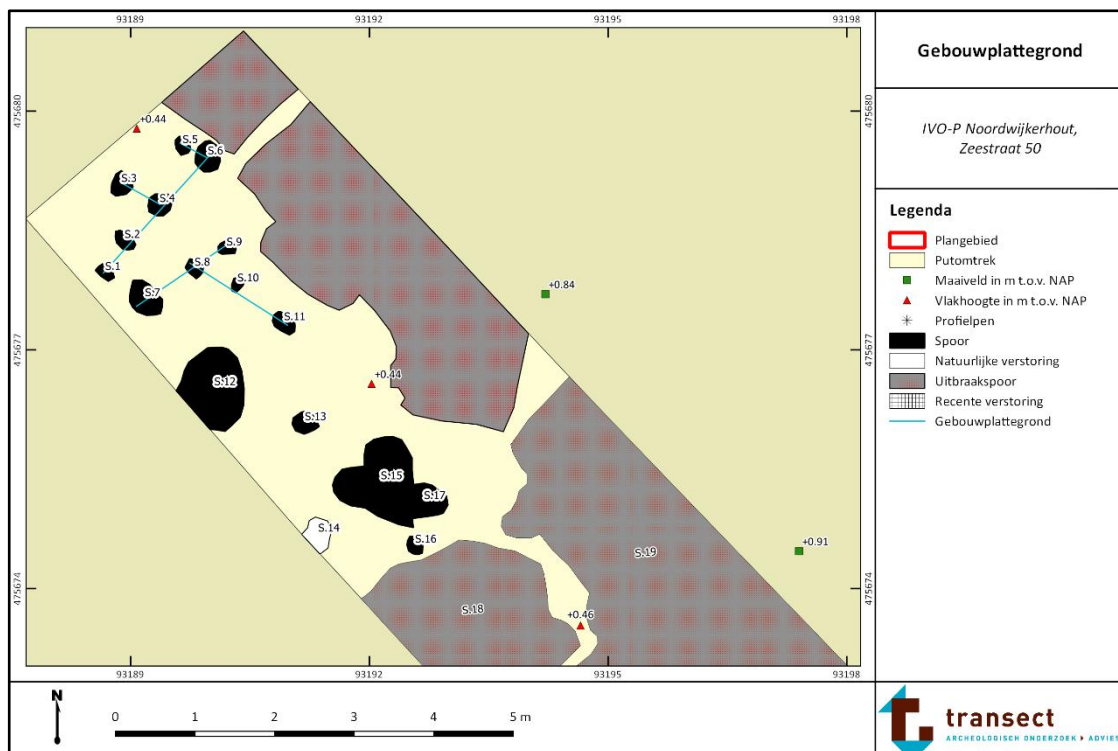 93189
93192
93195
93198
475680
475677
475674
475680
475677
475674
93189
93192
93195
93198
+0.44
S.5
S.6
S.3
S.4
S.2
S.1
S.9
S.8
S.10
S.7
S.11
+0.84
+0.44
S.12
S.13
S.15
S.17
S.14
S.16
S.19
+0.91
S.18
+0.46
N
0
1
2
3
4
5 m
Gebouwplattegrond
IVO-P Noordwijkerhout,
Zeestraat 50
Legenda
Plangebied
Putomtrek
Maaiveld in m t.o.v. NAP
Vlakhoogte in m t.o.v. NAP
Profielpen
Spoor
Natuurlijke verstoring
Uitbraakspoor
Recente verstoring
Gebouwplattegrond
transect
ARCHEOLOGISCH ONDERZOEK ▸ ADVIES